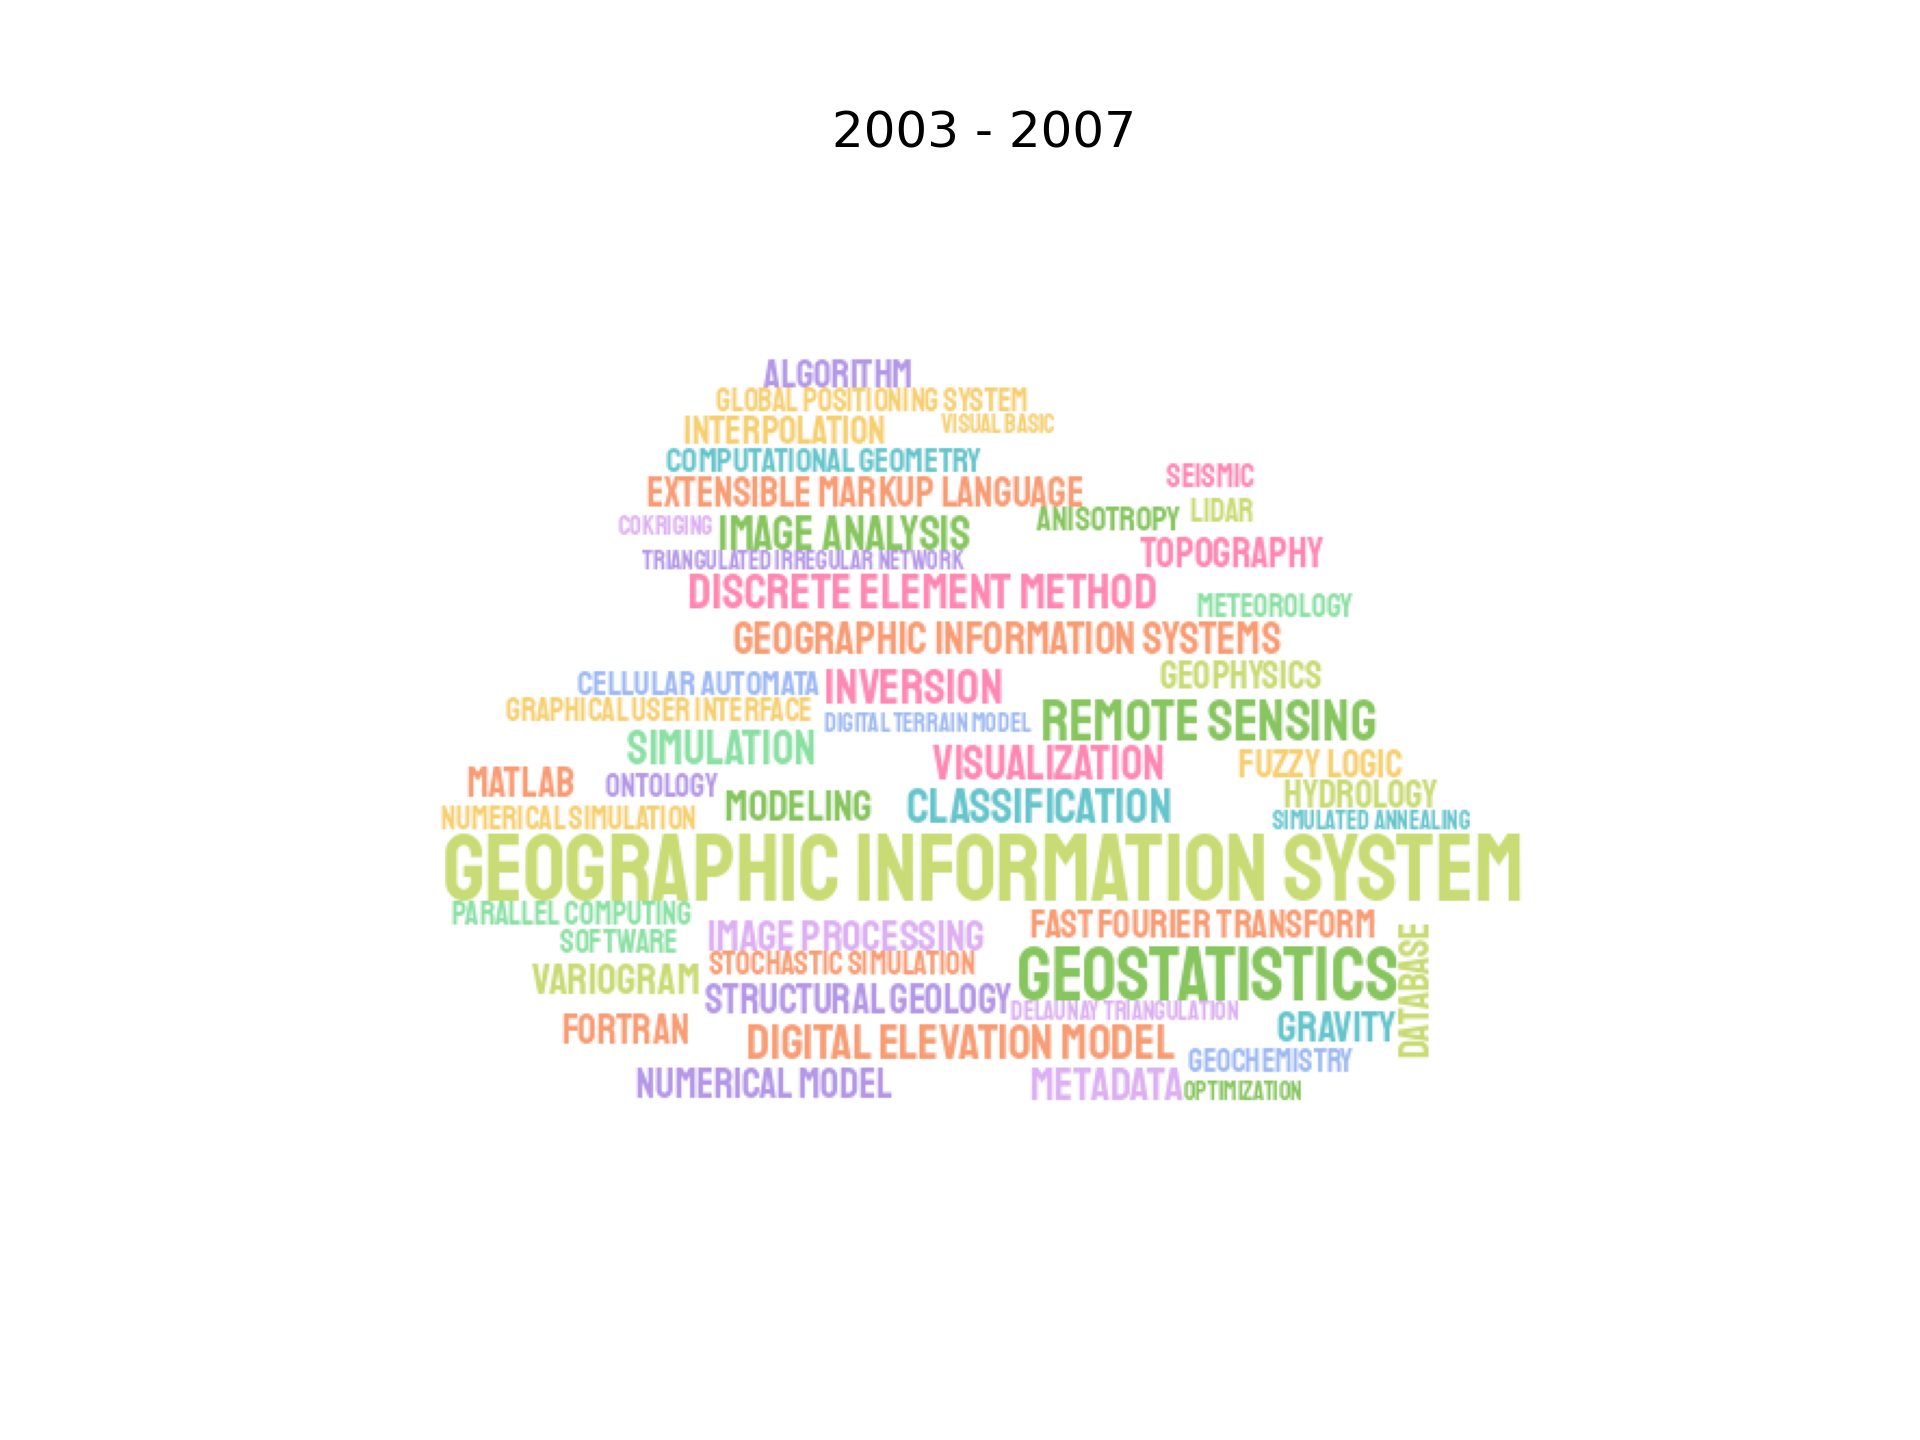 2003 - 2007
ALGORITHM
GLOBAL POSITIONING SYSTEM
INTERPOLATION
VISUAL BASIC
COMPUTATIONAL GEOMETRY
SEISMIC
EXTENSIBLE MARKUP LANGUAGE
LIDAR
ANISOTROPY
COKRIGING
IMAGE ANALYSIS
TRIANGULATED IRREGULAR NETWORK
TOPOGRAPHY
DISCRETE ELEMENT METHOD
METEOROLOGY
GEOGRAPHIC INFORMATION SYSTEMS
GEOPHYSICS
CELLULAR AUTOMATA
INVERSION
GRAPHICAL USER INTERFACE
DIGITAL TERRAIN MODEL
REMOTE SENSING
SIMULATION
VISUALIZATION
FUZZY LOGIC
MATLAB
ONTOLOGY
HYDROLOGY
MODELING
CLASSIFICATION
NUMERICAL SIMULATION
SIMULATED ANNEALING
GEOGRAPHIC INFORMATION SYSTEM
PARALLEL COMPUTING
FAST FOURIER TRANSFORM
SOFTWARE
IMAGE PROCESSING
STOCHASTIC SIMULATION
GEOSTATISTICS
DATABASE
VARIOGRAM
STRUCTURAL GEOLOGY
DELAUNAY TRIANGULATION
FORTRAN
GRAVITY
DIGITAL ELEVATION MODEL
GEOCHEMISTRY
NUMERICAL MODEL
METADATA
OPTIMIZATION